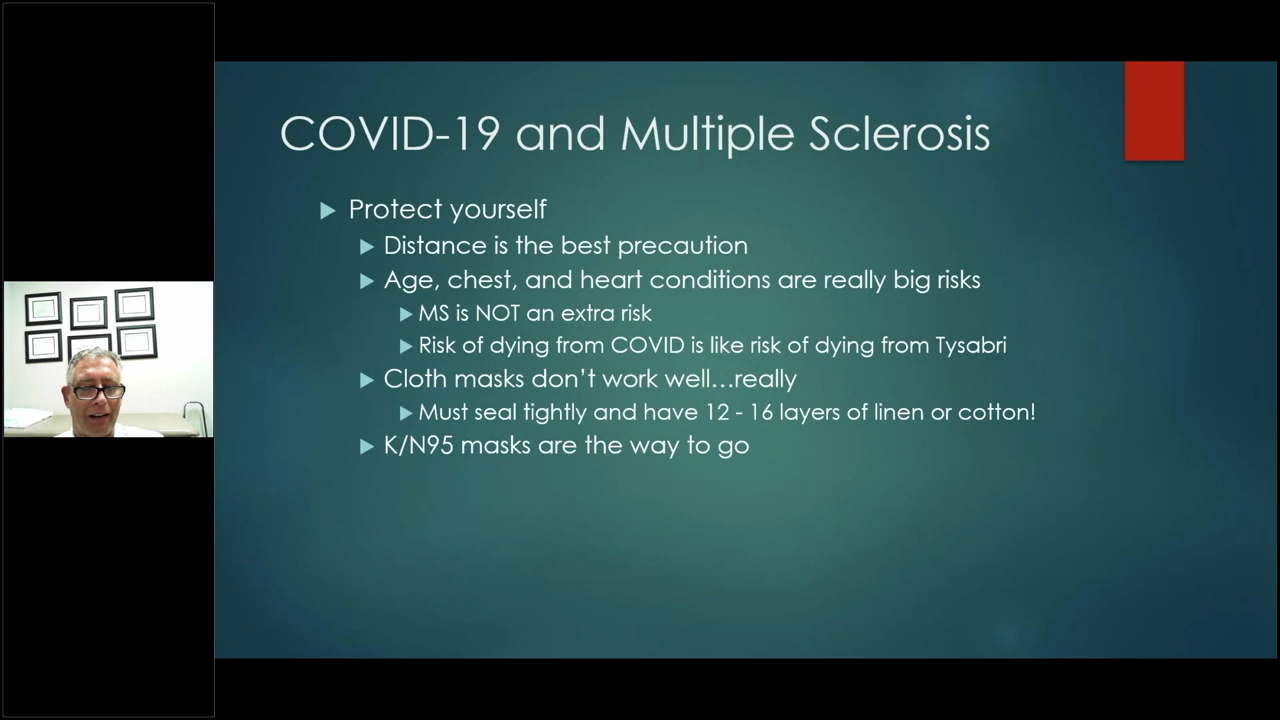 COVID-19 and Multiple Sclerosis
Protect yourself
Distance is the best precaution
Age, chest, and heart conditions are really big risks
MS is NOT an extra risk
Risk of dying from COVID is like risk of dying from Tysabri
Cloth masks don’t work well…really
Must seal tightly and have 12 - 16 layers of linen or cotton!
K/N95 masks are the way to go